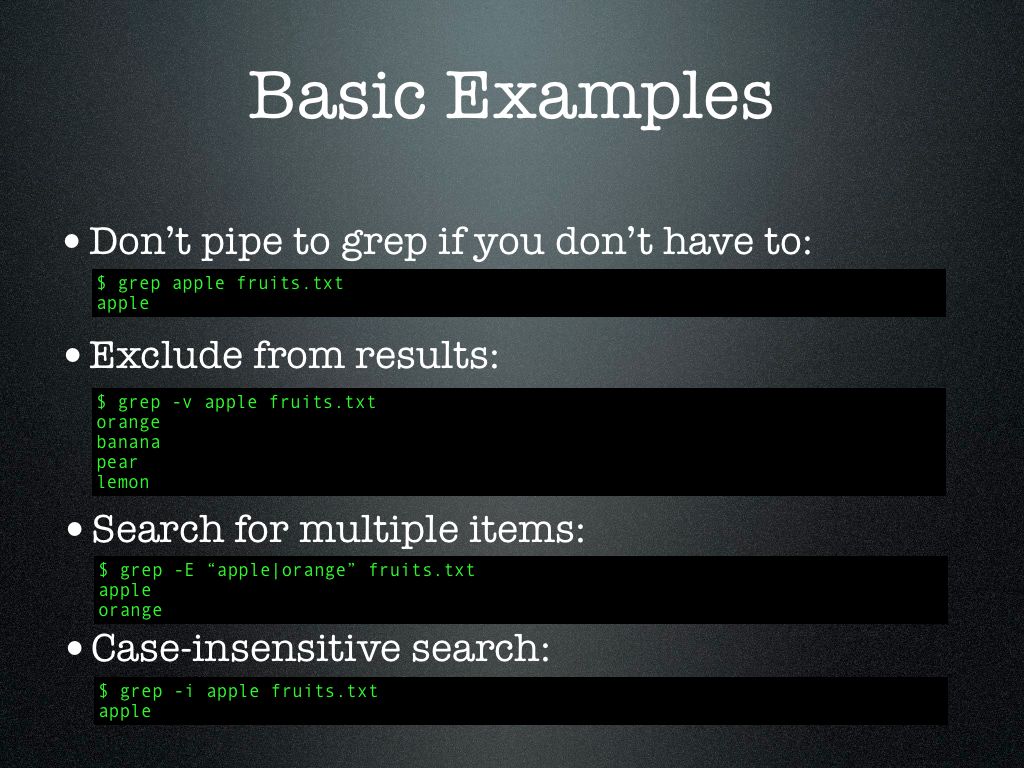 Basic Examples
•Don’t pipe to grep if you don’t have to:
$ grep apple fruits.txt
apple
•Exclude from results:
$ grep -v apple fruits.txt
orange
banana
pear
lemon
•Search for multiple items:
$ grep -E “apple|orange” fruits.txt
apple
orange
•Case-insensitive search:
$ grep -i apple fruits.txt
apple